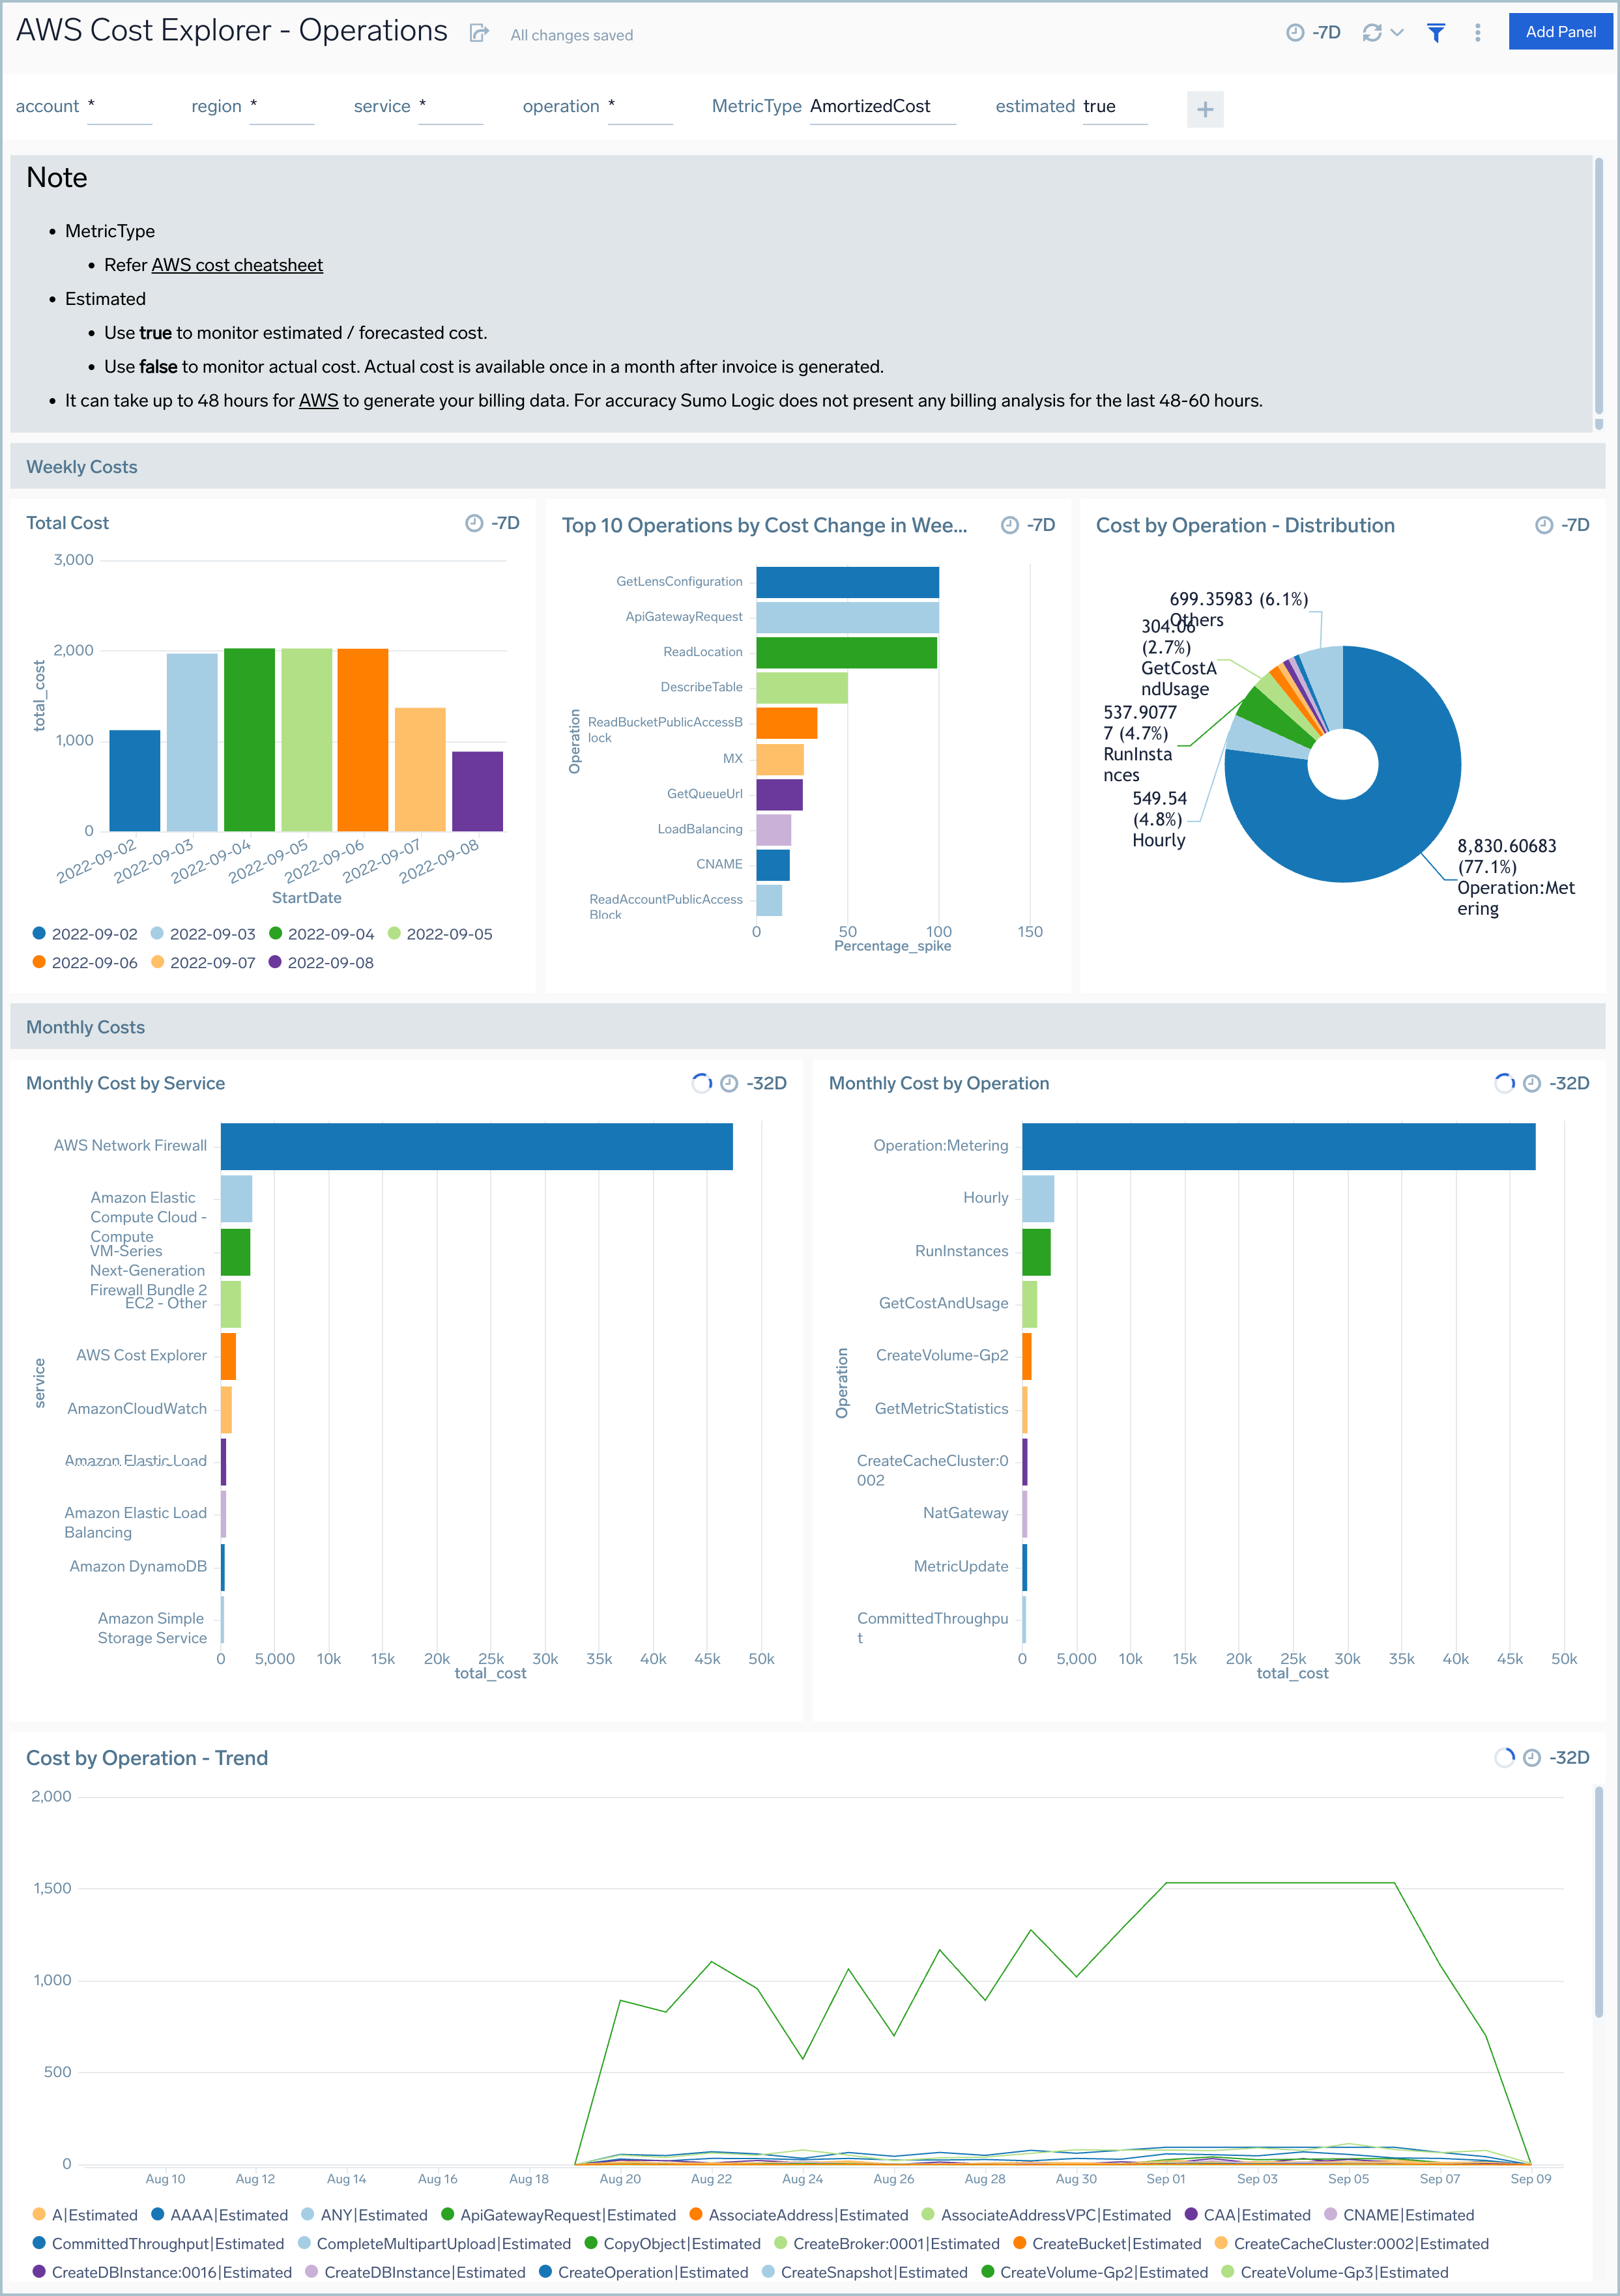 AWS Cost Explorer - Operations
All changes saved
-7D
Add Panel
account *
region *
service *
operation *
MetricType AmortizedCost
estimated true
Note
MetricType
Refer AWS cost cheatsheet
Estimated
Use true to monitor estimated / forecasted cost.
Use false to monitor actual cost. Actual cost is available once in a month after invoice is generated.
It can take up to 48 hours for AWS to generate your billing data. For accuracy Sumo Logic does not present any billing analysis for the last 48-60 hours.
Weekly Costs
Total Cost
-7D
3,000
2,000
1,000
0
total_cost
2022-09-02
2022-09-03
2022-09-04
2022-09-05
2022-09-06
2022-09-07
2022-09-08
StartDate
2022-09-02 2022-09-03 2022-09-04 2022-09-05
2022-09-06 2022-09-07 2022-09-08
Top 10 Operations by Cost Change in Wee...
-7D
Operation
GetLensConfiguration
ApiGatewayRequest
ReadLocation
DescribeTable
ReadBucketPublicAccessB
lock
MX
GetQueueUrl
LoadBalancing
CNAME
ReadAccountPublicAccess
Block
0 50 100 150
Percentage_spike
Cost by Operation - Distribution
-7D
699.35983 (6.1%)
Others
304.06
(2.7%)
GetCostA
ndUsage
537.9077
7 (4.7%)
RunInsta
nces
549.54
(4.8%)
Hourly
8,830.60683
(77.1%)
Operation:Met
ering
Monthly Costs
Monthly Cost by Service
-32D
service
AWS Network Firewall
Amazon Elastic
Compute Cloud -
Compute
VM-Series
Next-Generation
Firewall Bundle 2
EC2 - Other
AWS Cost Explorer
AmazonCloudWatch
Amazon Elastic Load
Amazon Elastic Load
Balancing
Amazon DynamoDB
Amazon Simple
Storage Service
0 5,000 10k 15k 20k 25k 30k 35k 40k 45k 50k
total_cost
Monthly Cost by Operation
-32D
Operation
Operation:Metering
Hourly
RunInstances
GetCostAndUsage
CreateVolume-Gp2
GetMetricStatistics
CreateCacheCluster:0
002
NatGateway
MetricUpdate
CommittedThroughpu
t
0 5,000 10k 15k 20k 25k 30k 35k 40k 45k 50k
total_cost
Cost by Operation - Trend
-32D
2,000
1,500
1,000
500
0
Aug 10 Aug 12 Aug 14 Aug 16 Aug 18 Aug 20 Aug 22 Aug 24 Aug 26 Aug 28 Aug 30 Sep 01 Sep 03 Sep 05 Sep 07 Sep 09
A|Estimated AAAA|Estimated ANY|Estimated ApiGatewayRequest|Estimated AssociateAddress|Estimated AssociateAddressVPC|Estimated CAA|Estimated CNAME|Estimated
CommittedThroughput|Estimated CompleteMultipartUpload|Estimated CopyObject|Estimated CreateBroker:0001|Estimated CreateBucket|Estimated CreateCacheCluster:0002|Estimated
CreateDBInstance:0016|Estimated CreateDBInstance|Estimated CreateOperation|Estimated CreateSnapshot|Estimated CreateVolume-Gp2|Estimated CreateVolume-Gp3|Estimated